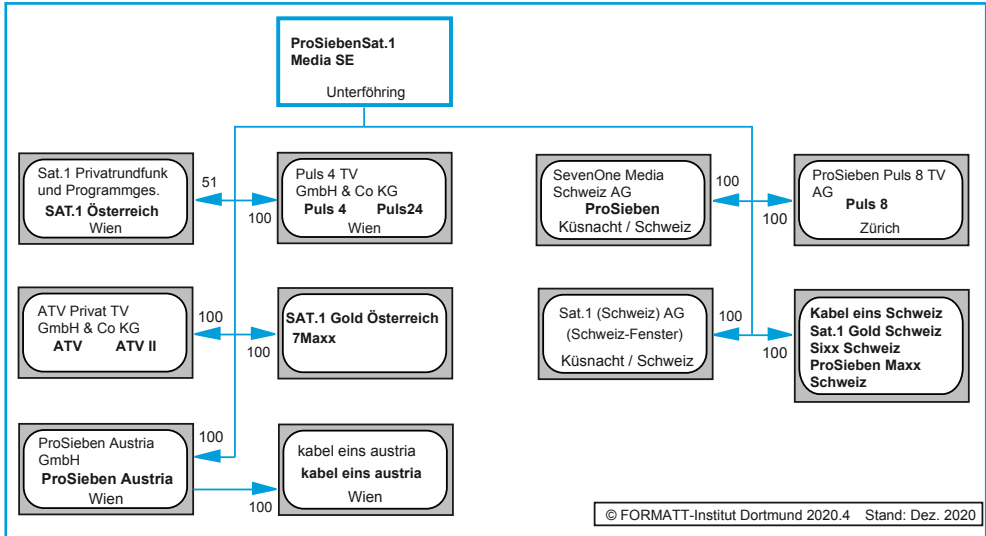 ProSiebenSat.1
Media SE
Unterföhring
Sat.1 Privatrundfunk
und Programmges.
SAT.1 Österreich
Wien
51
100
Puls 4 TV
GmbH & Co KG
Puls 4 Puls24
Wien
SevenOne Media
Schweiz AG
ProSieben
Küsnacht / Schweiz
100
100
ProSieben Puls 8 TV
AG
Puls 8
Zürich
ATV Privat TV
GmbH & Co KG
ATV ATV II
100
100
SAT.1 Gold Österreich
7Maxx
Sat.1 (Schweiz) AG
(Schweiz-Fenster)
Küsnacht / Schweiz
100
100
Kabel eins Schweiz
Sat.1 Gold Schweiz
Sixx Schweiz
ProSieben Maxx
Schweiz
ProSieben Austria
GmbH
ProSieben Austria
Wien
100
100
kabel eins austria
kabel eins austria
Wien
© FORMATT-Institut Dortmund 2020.4 Stand: Dez. 2020